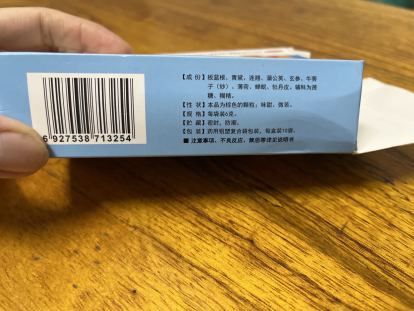 【成 份】板蓝根、贯众、连翘、蒲公英、玄参、牛蒡
子（炒）、薄荷、蝉蜕、牡丹皮，辅料为蔗
糖、糊精。
【性 状】本品为棕色的颗粒；味甜、微苦。
【规 格】每袋装6克。
【贮 藏】密封，防潮。
【包 装】药用铝塑复合袋包装，每盒装10袋。
■ 注意事项、不良反应、禁忌等详见说明书
6 927538 713254